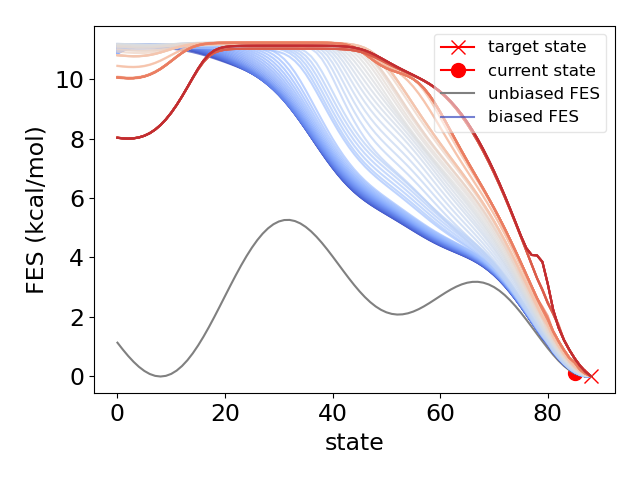 target state
current state
unbiased FES
biased FES
FES (kcal/mol)
10
8
6
4
2
0
0 20 40 60 80
state